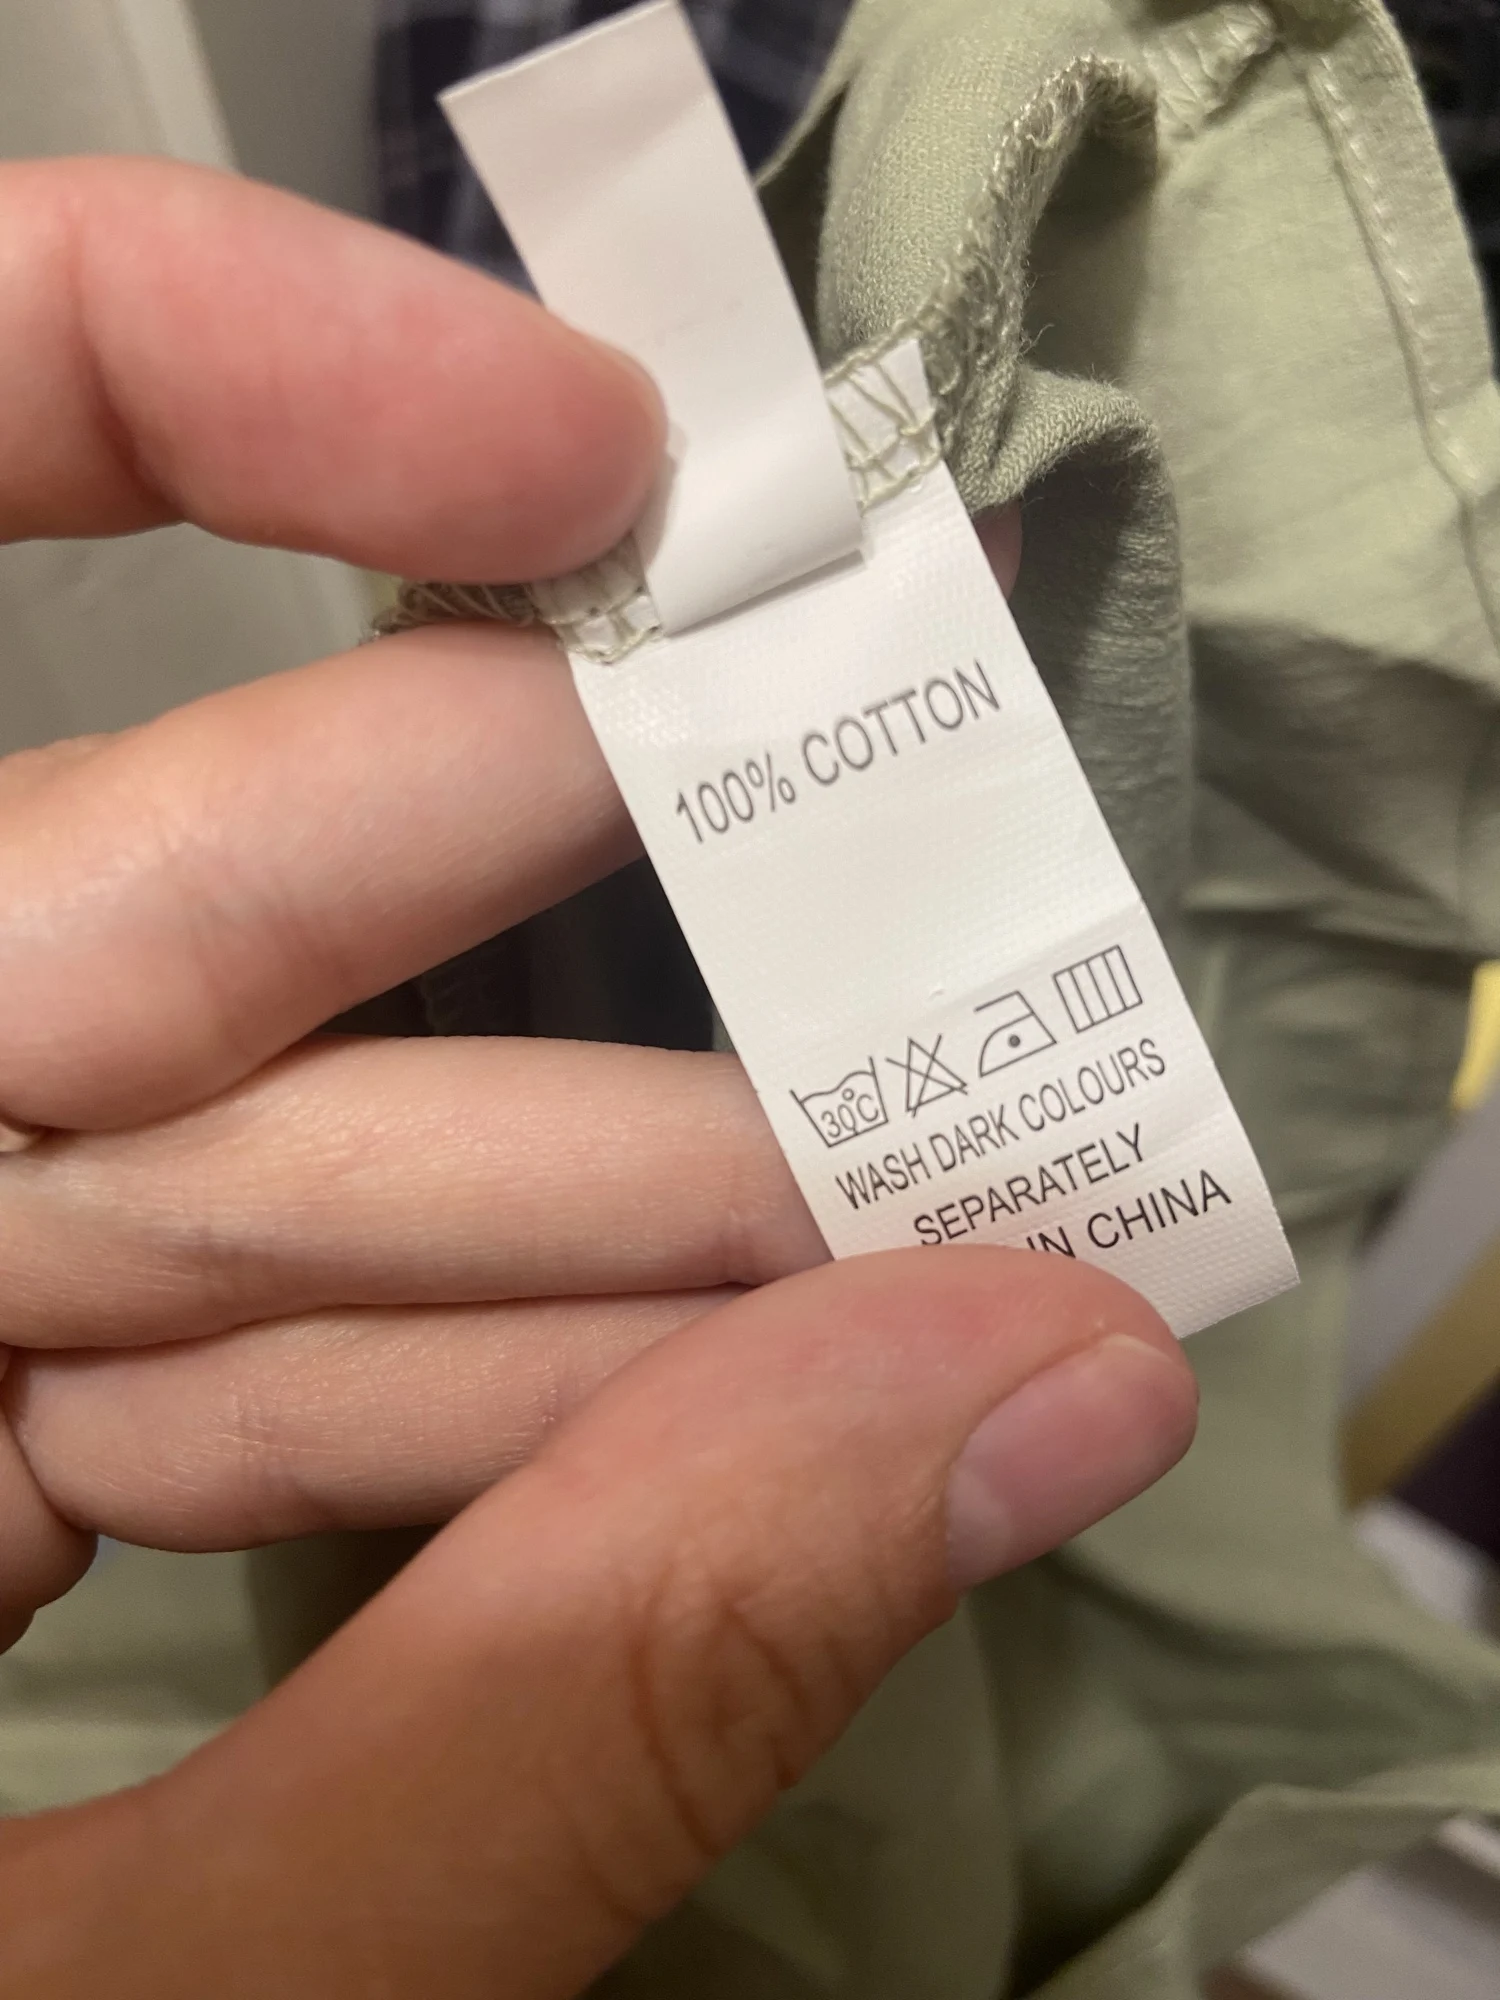 100% COTTON
30°C
WASH DARK COLOURS
SEPARATELY
IN CHINA